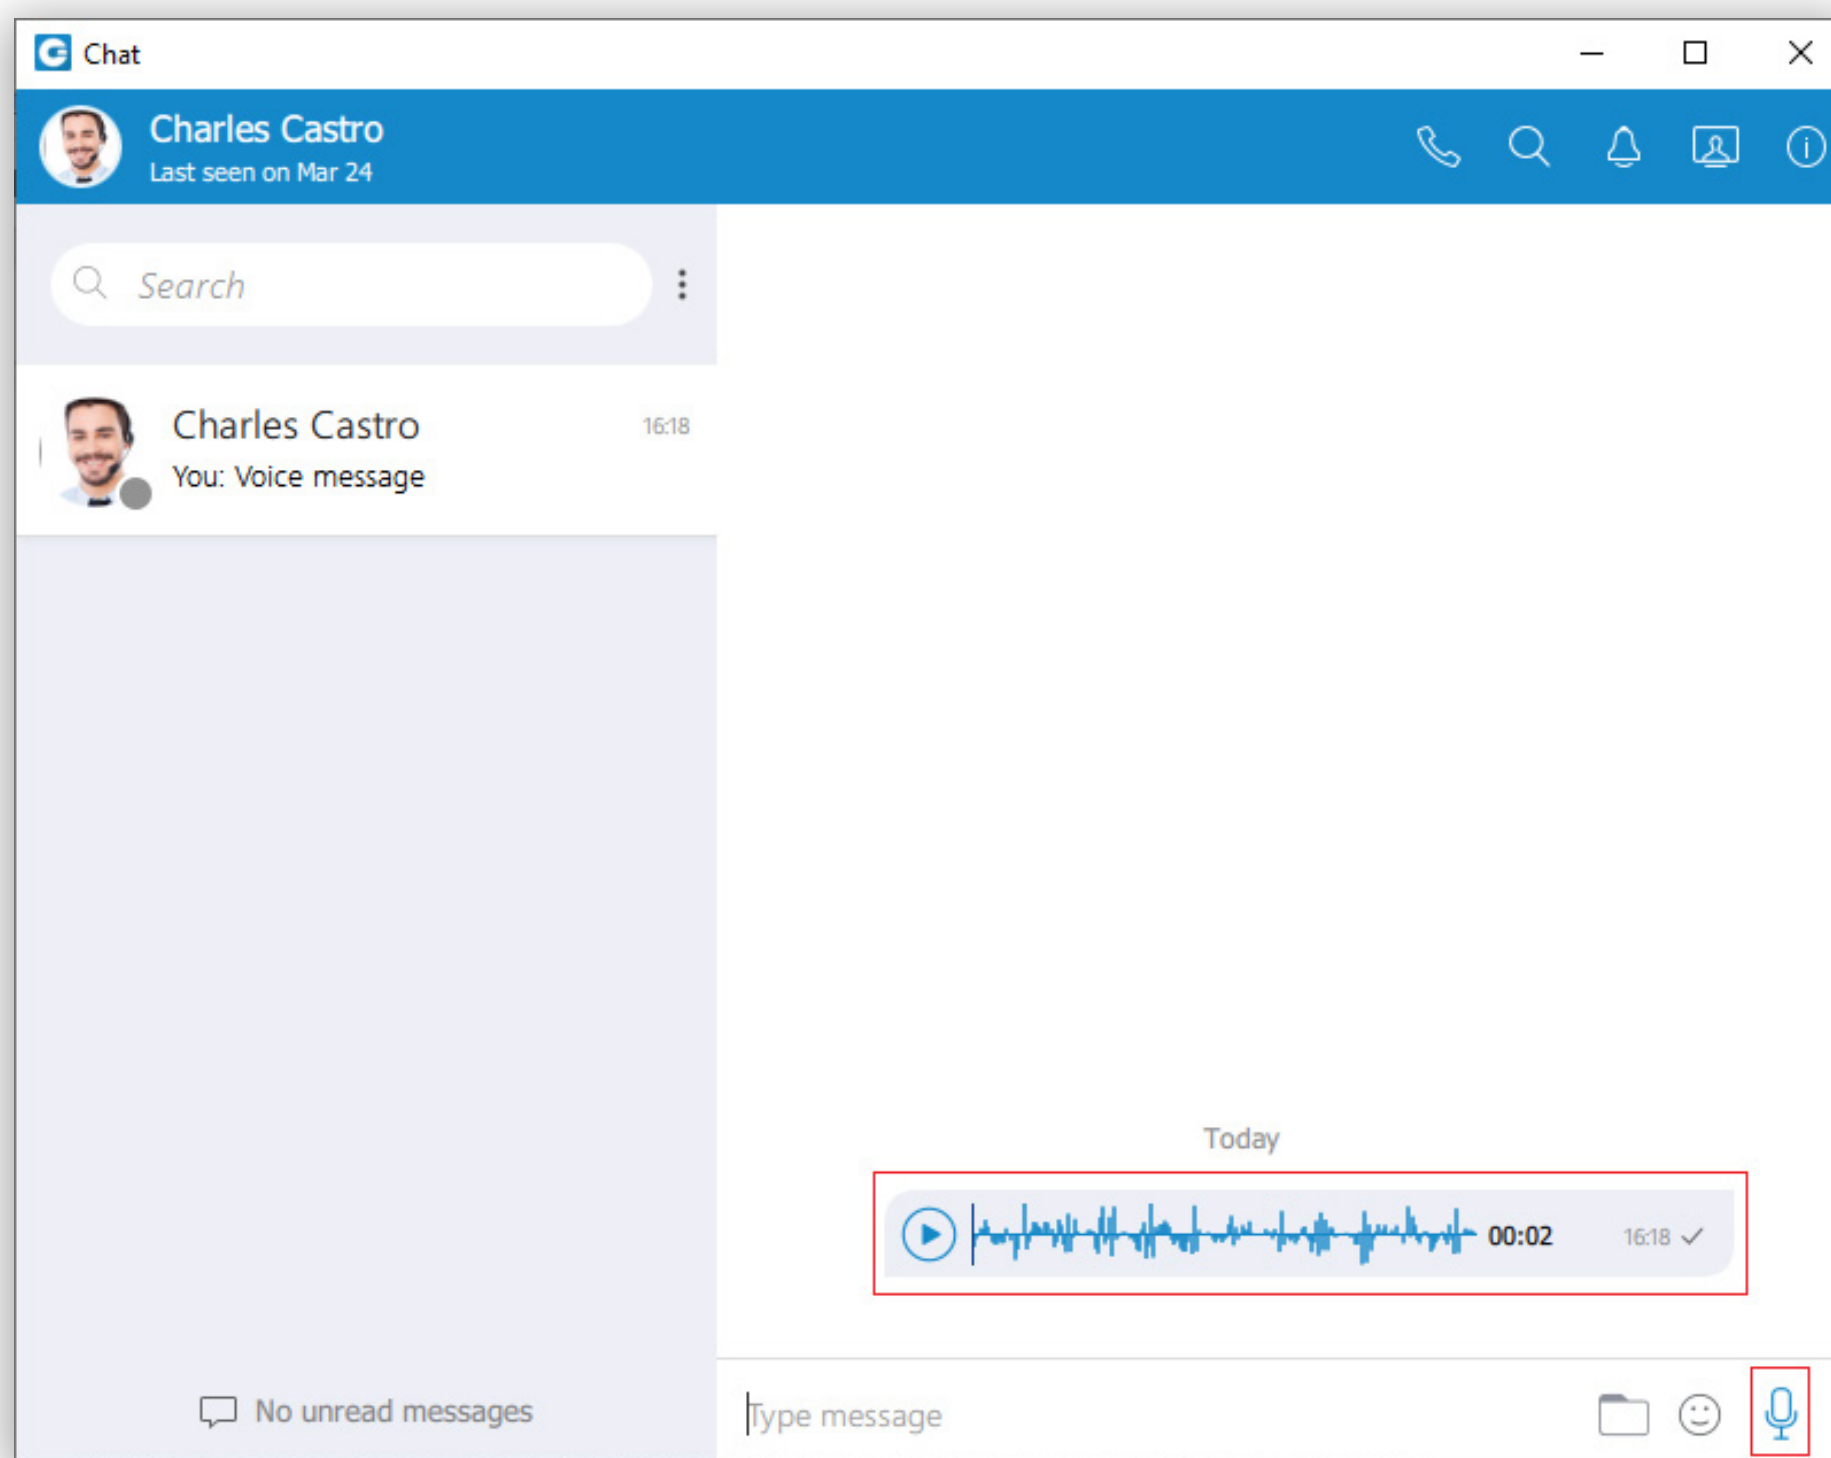 Chat
Charles Castro
Last seen on Mar 24
Search
Charles Castro 16:18
You: Voice message
Today
00:02 16:18
No unread messages
Type message